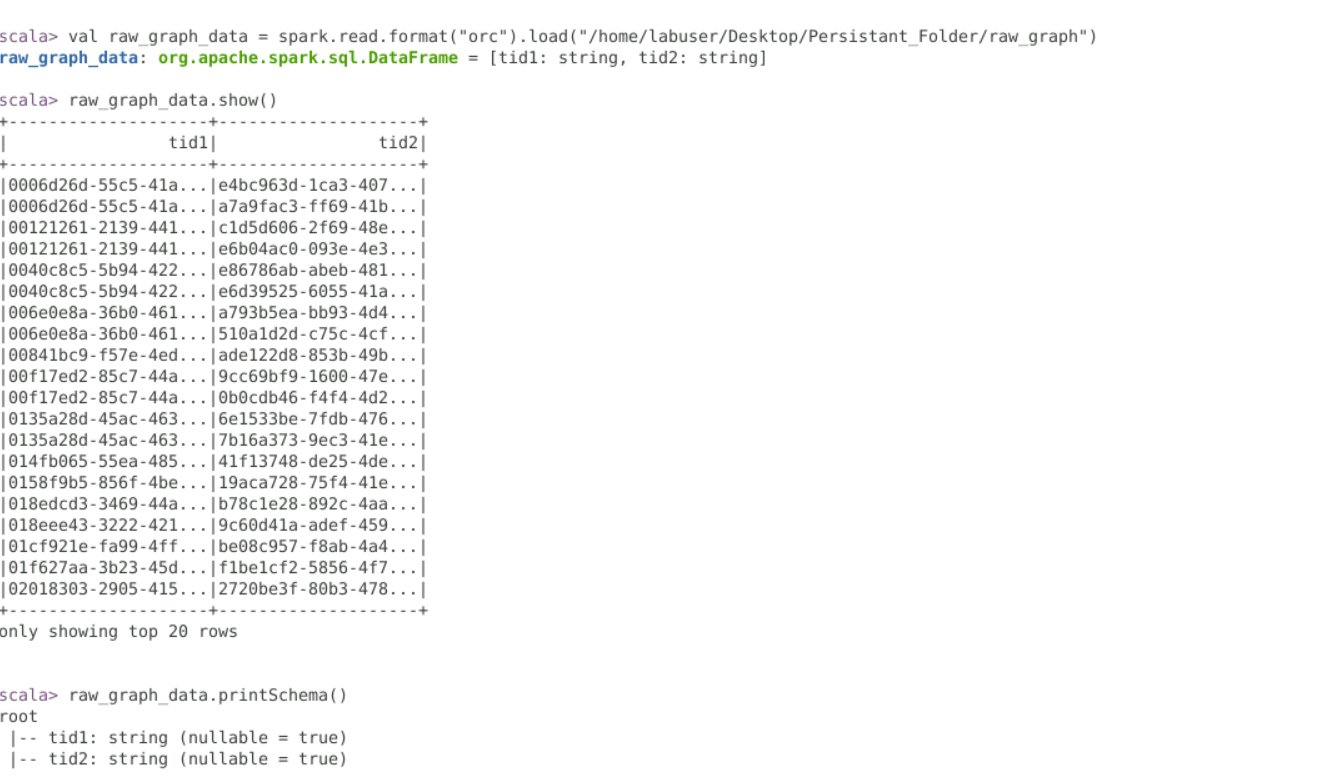 scala> val raw_graph_data = spark.read.format("orc").load("/home/labuser/Desktop/Persistant_Folder/raw_graph")
raw_graph_data: org.apache.spark.sql.DataFrame = [tid1: string, tid2: string]
scala> raw_graph_data.show()
+--------------------+--------------------+
|                tid1|                tid2|
+--------------------+--------------------+
|0006d26d-55c5-41a...|e4bc963d-1ca3-407...|
|0006d26d-55c5-41a...|a7a9fac3-ff69-41b...|
|00121261-2139-441...|c1d5d606-2f69-48e...|
|00121261-2139-441...|e6b04ac0-093e-4e3...|
|0040c8c5-5b94-422...|e86786ab-abeb-481...|
|0040c8c5-5b94-422...|e6d39525-6055-41a...|
|006e0e8a-36b0-461...|a793b5ea-bb93-4d4...|
|006e0e8a-36b0-461...|510a1d2d-c75c-4cf...|
|00841bc9-f57e-4ed...|ade122d8-853b-49b...|
|00f17ed2-85c7-44a...|9cc69bf9-1600-47e...|
|00f17ed2-85c7-44a...|0b0cdb46-f4f4-4d2...|
|0135a28d-45ac-463...|6e1533be-7fdb-476...|
|0135a28d-45ac-463...|7b16a373-9ec3-41e...|
|014fb065-55ea-485...|41f13748-de25-4de...|
|0158f9b5-856f-4be...|19aca728-75f4-41e...|
|018edcd3-3469-44a...|b78c1e28-892c-4aa...|
|018eee43-3222-421...|9c60d41a-adef-459...|
|01cf921e-fa99-4ff...|be08c957-f8ab-4a4...|
|01f627aa-3b23-45d...|f1be1cf2-5856-4f7...|
|02018303-2905-415...|2720be3f-80b3-478...|
+--------------------+--------------------+
only showing top 20 rows
scala> raw_graph_data.printSchema()
root
 |-- tid1: string (nullable = true)
 |-- tid2: string (nullable = true)